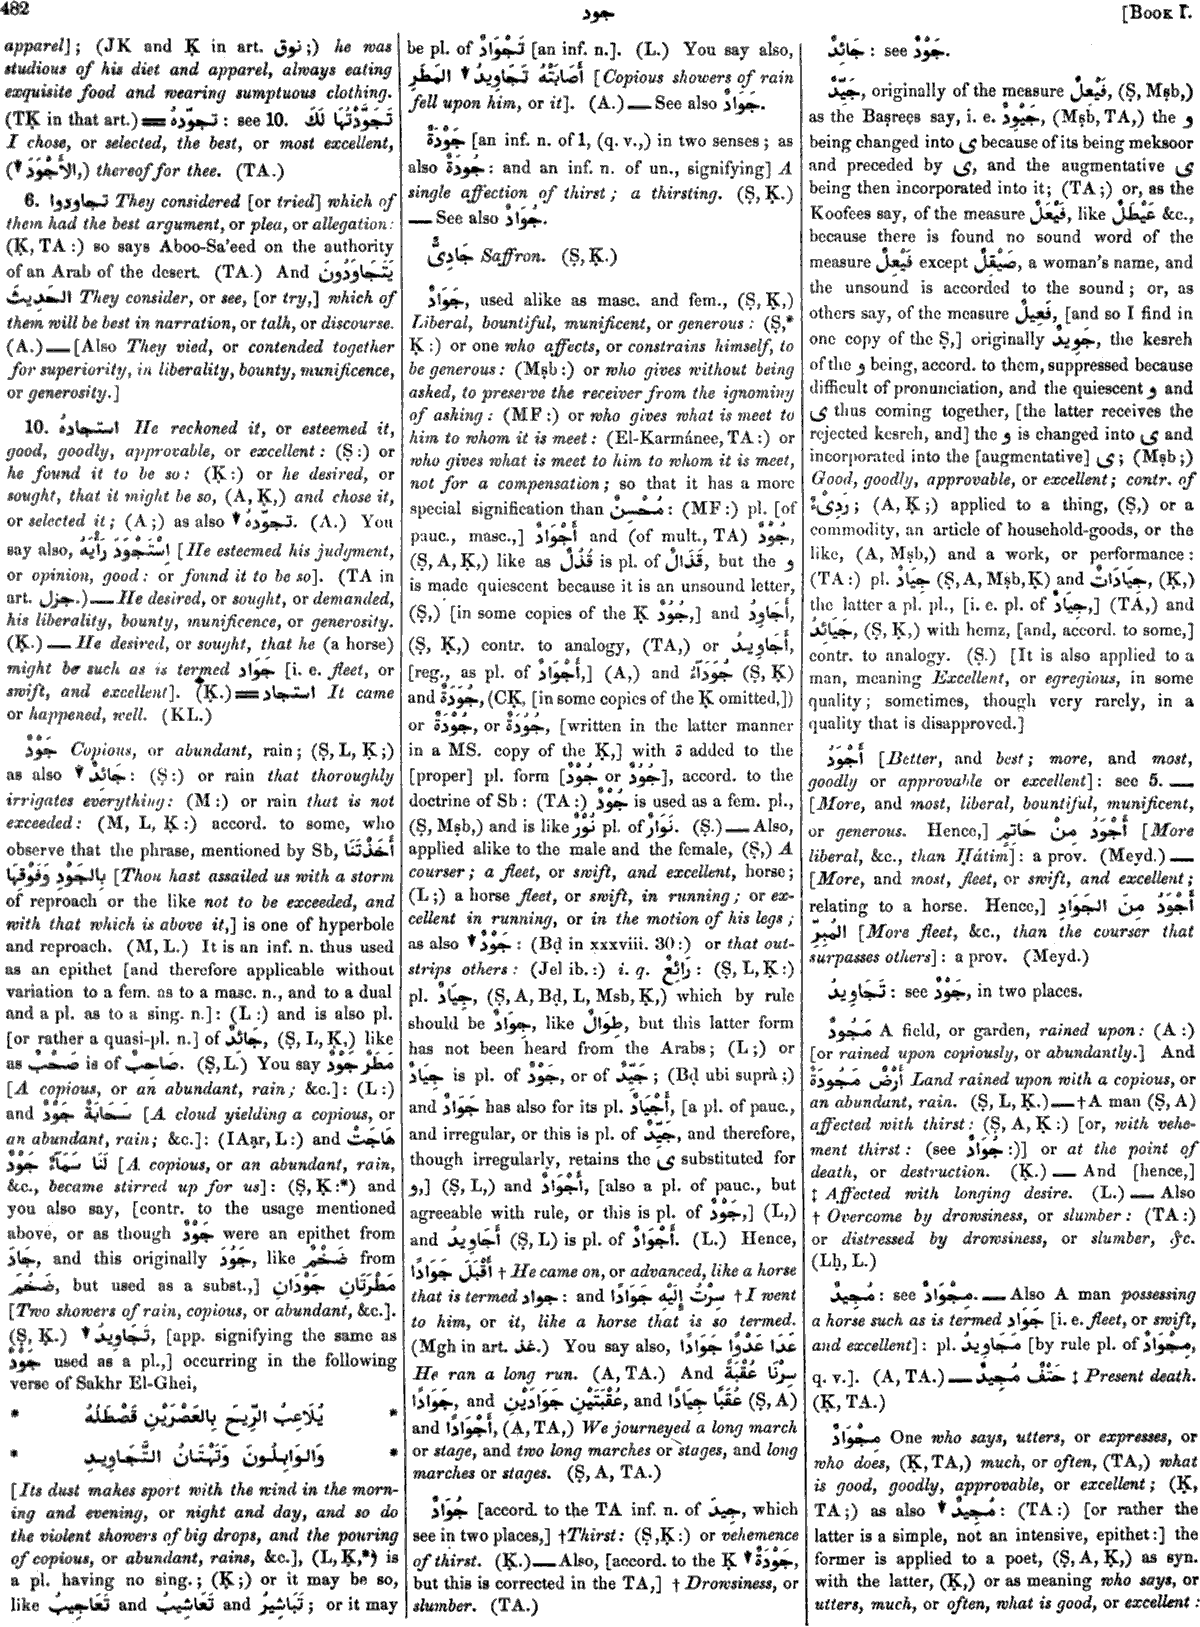 482
جود
[BOOK I.
apparel]; (JK and Ḳ in art. نوق;) he was
studious of his diet and apparel, always eating
exquisite food and wearing sumptuous clothing.
(TḲ in that art.) ═ تجوّدهُ : see 10. تَجَوَّدْتُهَا لَكَ
I chose, or selected, the best, or most excellent,
(▼ الأَجْوَدَ,) thereof for thee. (TA.)
6. تجاودوا They considered [or tried] which of
them had the best argument, or plea, or allegation:
(Ḳ, TA:) so says Aboo-Sa'eed on the authority
of an Arab of the desert. (TA.) And يَتَجَاوَدُونَ
الحَدِيثَ They consider, or see, [or try,] which of
them will be best in narration, or talk, or discourse.
(A.) — [Also They vied, or contended together
for superiority, in liberality, bounty, munificence,
or generosity.]
10. استجادهُ He reckoned it, or esteemed it,
good, goodly, approvable, or excellent: (Ṣ:) or
he found it to be so: (Ḳ:) or he desired, or
sought, that it might be so, (A, Ḳ,) and chose it,
or selected it; (A;) as also ▼ تجوّدهُ. (A.) You
say also, اِسْتَجْوَدَ رَأْيَهُ [He esteemed his judgment,
or opinion, good: or found it to be so]. (TA in
art. جزل.) — He desired, or sought, or demanded,
his liberality, bounty, munificence, or generosity.
(Ḳ.) — He desired, or sought, that he (a horse)
might be such as is termed جَوَاد [i. e. fleet, or
swift, and excellent]. (Ḳ.) ═ استجاد It came
or happened, well. (KL.)
جَوْدٌ Copious, or abundant, rain; (Ṣ, L, Ḳ;)
as also ▼ جَائِدٌ: (Ṣ:) or rain that thoroughly
irrigates everything: (M:) or rain that is not
exceeded: (M, L, Ḳ:) accord. to some, who
observe that the phrase, mentioned by Sb, أَخَذْتَنَا
بِالجَوْدِ وَفَوْقِهَا [Thou hast assailed us with a storm
of reproach or the like not to be exceeded, and
with that which is above it,] is one of hyperbole
and reproach. (M, L.) It is an inf. n. thus used
as an epithet [and therefore applicable without
variation to a fem. as to a masc. n., and to a dual
and a pl. as to a sing. n.]: (L:) and is also pl.
[or rather a quasi-pl. n.] of جَائِدٌ, (Ṣ, L, Ḳ,) like
as صَحْبٌ is of صَاحِبٌ. (Ṣ, L.) You say مَطَرٌ جَوْدٌ
[A copious, or an abundant, rain; &c.]: (L:)
and سَحَابَةٌ جَوْدٌ [A cloud yielding a copious, or
an abundant, rain; &c.]: (IAạr, L:) and هَاجَتْ
لَنَا سَمَآءٌ جَوْدٌ [A copious, or an abundant, rain,
&c., became stirred up for us]: (Ṣ, Ḳ:*) and
you also say, [contr. to the usage mentioned
above, or as though جَوْدٌ were an epithet from
جَادَ, and this originally جَوُدَ, like ضَخْمٌ from
ضَخُمَ, but used as a subst.,] مَطْرَتَانِ جَوْدَانِ
[Two showers of rain, copious, or abundant, &c.].
(Ṣ, Ḳ.) ▼ تَجَاوِيدُ, [app. signifying the same as
جَوْدٌ used as a pl.,] occurring in the following
verse of Sakhr El-Gheï,
* يُلَاعِبُ الرِّيحَ بِالعَصْرَيْنِ قَصْطَلُهُ *
* وَالوَابِلُونَ وَتَهْتَانُ التَّجَاوِيدِ *
[Its dust makes sport with the wind in the morn-
ing and evening, or night and day, and so do
the violent showers of big drops, and the pouring
of copious, or abundant, rains, &c.], (L, Ḳ,*) is
a pl. having no sing.; (Ḳ;) or it may be so,
like تَعَاجِيبُ and تَعَاشِيبُ and تَبَاشِيرُ; or it may
be pl. of تَجْوَادٌ [an inf. n.]. (L.) You say also,
أَصَابَتْهُ تَجَاوِيدُ ▼ المَطَرِ [Copious showers of rain
fell upon him, or it]. (A.) — See also جَوَادٌ.
جَوْدَةٌ [an inf. n. of 1, (q. v.,) in two senses; as
also جُودَةٌ: and an inf. n. of un., signifying] A
single affection of thirst; a thirsting. (Ṣ, Ḳ.)
— See also جُوَادٌ.
جَادِىٌّ Saffron. (Ṣ, Ḳ.)
جَوَادٌ, used alike as masc. and fem., (Ṣ, Ḳ,)
Liberal, bountiful, munificent, or generous: (Ṣ,*
Ḳ:) or one who affects, or constrains himself, to
be generous: (Mṣb:) or who gives without being
asked, to preserve the receiver from the ignominy
of asking: (MF:) or who gives what is meet to
him to whom it is meet: (El-Karmánee, TA:) or
who gives what is meet to him to whom it is meet,
not for a compensation; so that it has a more
special signification than مُحْسِنٌ: (MF:) pl. [of
pauc., masc.,] أَجْوَادٌ and (of mult., TA) جُودٌ,
(Ṣ, A, Ḳ,) like as قُذُلٌ is pl. of قَذَالٌ, but the و
is made quiescent because it is an unsound letter,
(Ṣ,) [in some copies of the Ḳ جُوُدٌ,] and أَجَاوِدُ,
(Ṣ, Ḳ,) contr. to analogy, (TA,) or أَجَاوِيدُ,
[reg., as pl. of أَجْوَادٌ,] (A,) and جُوَدَآءُ (Ṣ, Ḳ)
and جُودَةٌ, (CḲ, [in some copies of the Ḳ omitted,])
or جُوُدَةٌ, or جُوَدَةٌ, [written in the latter manner
in a MS. copy of the Ḳ,] with ة added to the
[proper] pl. form [جُودٌ or جُوُدٌ], accord. to the
doctrine of Sb: (TA:) جُودٌ is used as a fem. pl.,
(Ṣ, Mṣb,) and is like نُورٌ pl. of نَوَارٌ. (Ṣ.) — Also,
applied alike to the male and the female, (Ṣ,) A
courser; a fleet, or swift, and excellent, horse;
(L;) a horse fleet, or swift, in running; or ex-
cellent in running, or in the motion of his legs;
as also ▼ جَوْدٌ: (Bḍ in xxxviii. 30:) or that out-
strips others: (Jel ib.:) i. q. رَائِعٌ: (Ṣ, L, Ḳ:)
pl. جِيَادٌ, (Ṣ, A, Bḍ, L, Msb, Ḳ,) which by rule
should be جِوَادٌ, like طِوَالٌ, but this latter form
has not been heard from the Arabs; (L;) or
جِيَادٌ is pl. of جَوْدٌ, or of جَيِّدٌ; (Bḍ ubi suprà;)
and جَوَادٌ has also for its pl. أَجْيَادٌ, [a pl. of pauc.,
and irregular, or this is pl. of جَيِّدٌ, and therefore,
though irregularly, retains the ى substituted for
و,] (Ṣ, L,) and أَجْوَادٌ, [also a pl. of pauc., but
agreeable with rule, or this is pl. of جَوْدٌ,] (L,)
and أَجَاوِيدُ (Ṣ, L) is pl. of أَجْوَادٌ. (L.) Hence,
أَقْبَلَ جَوَادًا † He came on, or advanced, like a horse
that is termed جواد: and سِرْتُ إِلَيْهِ جَوَادًا † I went
to him, or it, like a horse that is so termed.
(Mgh in art. غذ.) You say also, عَدَا عَدْوًا جَوَادًا
He ran a long run. (A, TA.) And سِرْنَا عُقْبَةً
جَوَادًا, and عُقْبَتَيْنِ جَوَادَيْنِ, and عُقَبًا جِيَادًا (Ṣ, A)
and أَجْوَادًا, (A, TA,) We journeyed a long march
or stage, and two long marches or stages, and long
marches or stages. (Ṣ, A, TA.)
جُوَادٌ [accord. to the TA inf. n. of جِيدَ, which
see in two places,] † Thirst: (Ṣ, Ḳ:) or vehemence
of thirst. (Ḳ.) — Also, [accord. to the Ḳ ▼ جَوْدَةٌ,
but this is corrected in the TA,] † Drowsiness, or
slumber. (TA.)
جَائِدٌ: see جَوْدٌ.
جَيِّدٌ, originally of the measure فَيْعِلٌ, (Ṣ, Mṣb,)
as the Baṣrees say, i. e. جَيْوِدٌ, (Mṣb, TA,) the و
being changed into ى because of its being meksoor
and preceded by ى, and the augmentative ى
being then incorporated into it; (TA;) or, as the
Koofees say, of the measure فَيْعَلٌ, like عَيْطَلٌ &c.,
because there is found no sound word of the
measure فَيْعِلٌ except صَيْقِلٌ, a woman's name, and
the unsound is accorded to the sound; or, as
others say, of the measure فَعِيلٌ, [and so I find in
one copy of the Ṣ,] originally جَوِيدٌ, the kesreh
of the و being, accord. to them, suppressed because
difficult of pronunciation, and the quiescent و and
ى thus coming together, [the latter receives the
rejected kesreh, and] the و is changed into ى and
incorporated into the [augmentative] ى; (Mṣb;)
Good, goodly, approvable, or excellent; contr. of
رَدِىْءٌ; (A, Ḳ;) applied to a thing, (Ṣ,) or a
commodity, an article of household-goods, or the
like, (A, Mṣb,) and a work, or performance:
(TA:) pl. جِيَادٌ (Ṣ, A, Mṣb, Ḳ) and جِيَادَاتٌ, (Ḳ,)
the latter a pl. pl., [i. e. pl. of جِيَادٌ,] (TA,) and
جَيَائِدُ, (Ṣ, Ḳ,) with hemz, [and, accord. to some,]
contr. to analogy. (Ṣ.) [It is also applied to a
man, meaning Excellent, or egregious, in some
quality; sometimes, though very rarely, in a
quality that is disapproved.]
أَجْوَدُ [Better, and best; more, and most,
goodly or approvable or excellent]: see 5. —
[More, and most, liberal, bountiful, munificent,
or generous. Hence,] أَجْوَدُ مِنْ حَاتِمٍ [More
liberal, &c., than Ḥátim]: a prov. (Meyd.) —
[More, and most, fleet, or swift, and excellent;
relating to a horse. Hence,] أَجْوَدُ مِنَ الجَوَادِ
المُبِرِّ [More fleet, &c., than the courser that
surpasses others]: a prov. (Meyd.)
تَجَاوِيدُ: see جَوْدٌ, in two places.
مَجُودٌ A field, or garden, rained upon: (A:)
[or rained upon copiously, or abundantly.] And
أَرْضٌ مَجُودَةٌ Land rained upon with a copious, or
an abundant, rain. (Ṣ, L, Ḳ.) — † A man (Ṣ, A)
affected with thirst: (Ṣ, A, Ḳ:) [or, with vehe-
ment thirst: (see جُوَادٌ:)] or at the point of
death, or destruction. (Ḳ.) — And [hence,]
‡ Affected with longing desire. (L.) — Also
† Overcome by drowsiness, or slumber: (TA:)
or distressed by drowsiness, or slumber, &c.
(Lḥ, L.)
مُجِيدٌ: see مِجْوَادٌ. — Also A man possessing
a horse such as is termed جَوَاد [i. e. fleet, or swift,
and excellent]: pl. مَجَاوِيدُ [by rule pl. of مِجْوَادٌ,
q. v.]. (A, TA.) — حَتْفٌ مُجِيدٌ ‡ Present death.
(Ḳ, TA.)
مِجْوَادٌ One who says, utters, or expresses, or
who does, (Ḳ, TA,) much, or often, (TA,) what
is good, goodly, approvable, or excellent; (Ḳ,
TA;) as also ▼ مُجِيدٌ: (TA:) [or rather the
latter is a simple, not an intensive, epithet:] the
former is applied to a poet, (Ṣ, A, Ḳ,) as syn.
with the latter, (Ḳ,) or as meaning who says, or
utters, much, or often, what is good, or excellent: